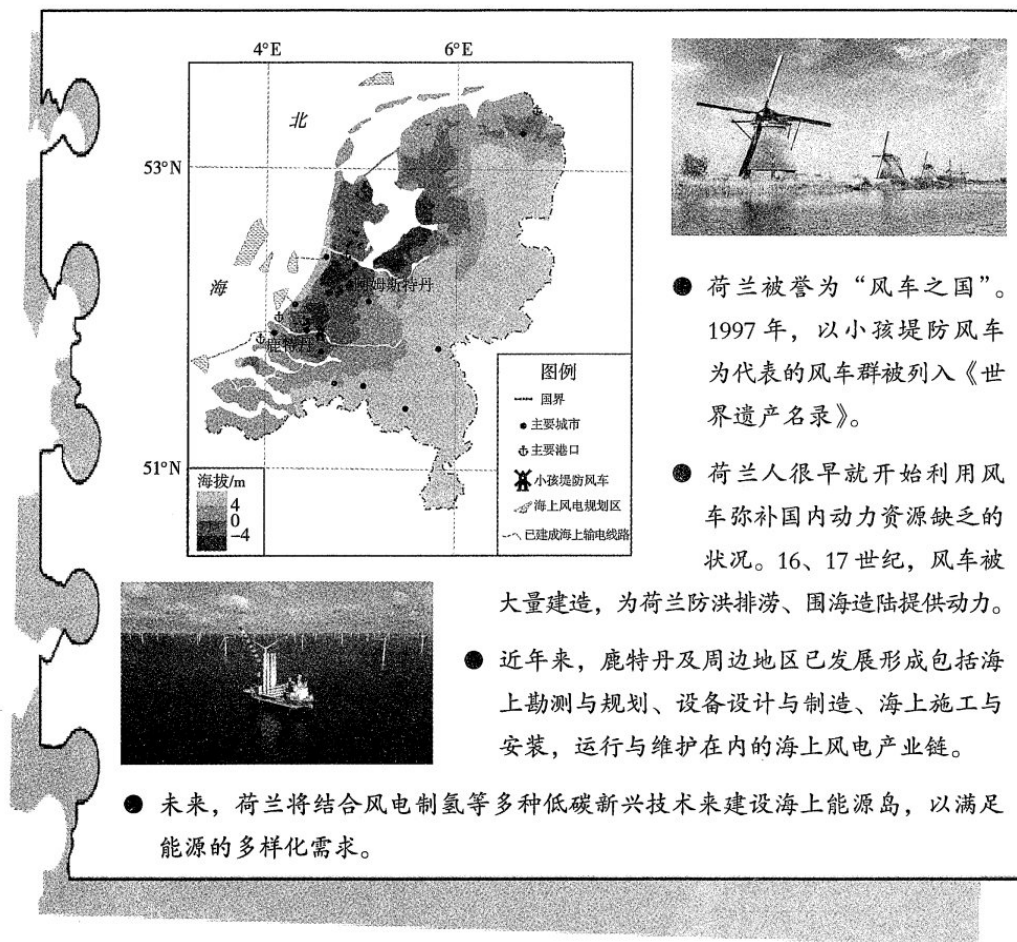 4°E 6°E
北
53°N
海
阿姆斯特丹
鹿特丹
51°N
图例
国界
主要城市
主要港口
小孩堤防风车
海上风电规划区
已建成海上输电线路
海拔/m
4
0
-4
● 荷兰被誉为“风车之国”。
1997年，以小孩堤防风车
为代表的风车群被列入《世
界遗产名录》。
● 荷兰人很早就开始利用风
车弥补国内动力资源缺乏的
状况。16、17世纪，风车被
大量建造，为荷兰防洪排涝、围海造陆提供动力。
● 近年来，鹿特丹及周边地区已发展形成包括海
上勘测与规划、设备设计与制造、海上施工与
安装，运行与维护在内的海上风电产业链。
● 未来，荷兰将结合风电制氢等多种低碳新兴技术来建设海上能源岛，以满足
能源的多样化需求。